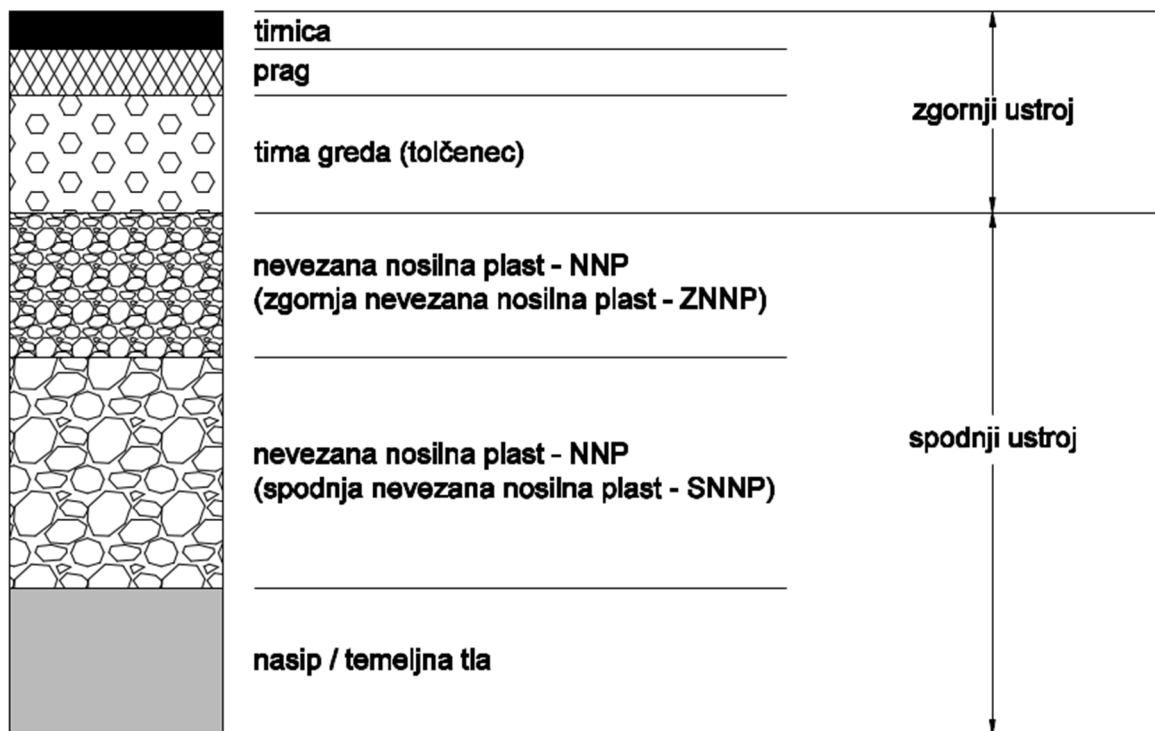 tirnica
prag
zgornji ustroj
tirna greda (tolčenec)
nevezana nosilna plast - NNP
(zgornja nevezana nosilna plast - ZNNP)
spodnji ustroj
nevezana nosilna plast - NNP
(spodnja nevezana nosilna plast - SNNP)
nasip / temeljna tla